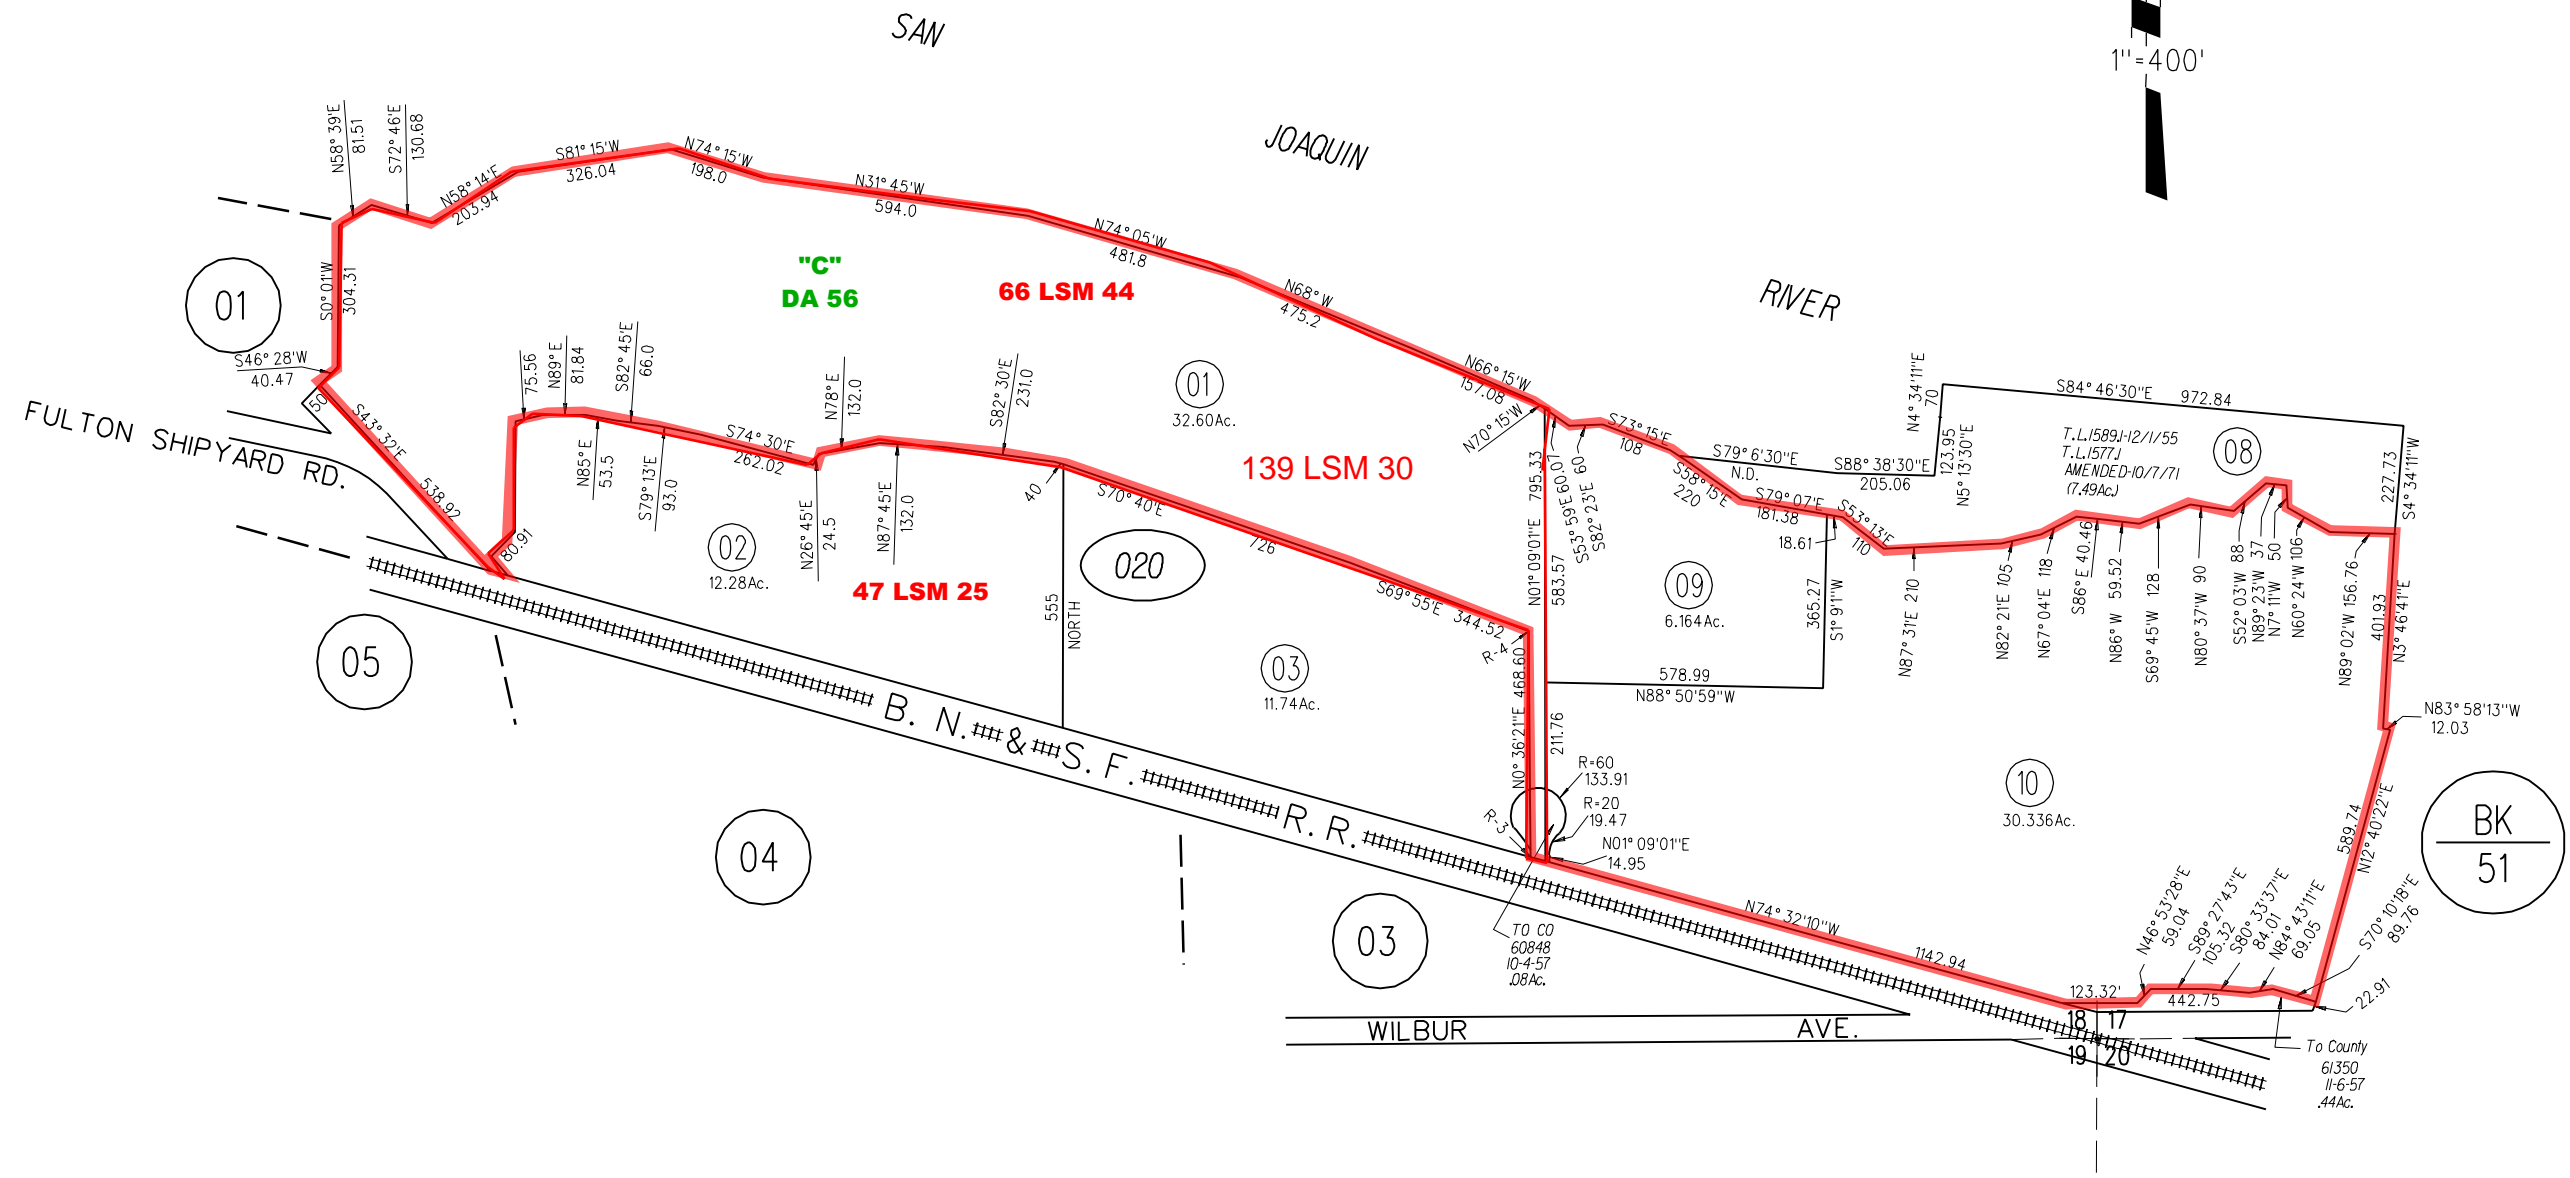 SAN
JOAQUIN
RIVER
1"=400'
N58° 39'E
81.51
S72° 46'E
130.68
N58° 14'E
203.94
S81° 15'W
326.04
N74° 15'W
198.0
N31° 45'W
594.0
N74° 05'W
481.8
N68° W
475.2
N66° 15'W
157.08
N70° 15'W
01
S0° 01'W
304.31
S46° 28'W
40.47
50
S43° 32'E
538.92
80.91
FULTON SHIPYARD RD.
"C"
DA 56
66 LSM 44
139 LSM 30
47 LSM 25
01
32.60Ac.
75.56
N89° E
81.84
S82° 45'E
66.0
N85° E
53.5
S79° 13'E
93.0
S74° 30'E
262.02
N26° 45'E
24.5
N78° E
132.0
N87° 45'E
132.0
S82° 30'E
231.0
40
S70° 40'E
726
S69° 55'E
344.52
R-4
02
12.28Ac.
020
555
NORTH
03
11.74Ac.
N0° 36'21"E 468.60
R-3
N01° 09'01"E 795.33
583.57
211.76
S53° 59'E 60.07
S82° 23'E 60
S73° 15'E
108
S58° 15'E
220
S79° 6'30"E
N.D.
S88° 38'30"E
205.06
S79° 07'E
181.38
18.61
S53° 13'E
110
N4° 34'11"E
70
123.95
N5° 13'30"E
S84° 46'30"E 972.84
T.L.1589J-12/1/55
T.L.1577J
AMENDED-10/7/71
(7.49Ac.)
08
227.73
S4° 34'11"W
09
6.164Ac.
365.27
S1° 9'1"W
578.99
N88° 50'59"W
N87° 31'E 210
N82° 21'E 105
N67° 04'E 118
S86° E 40.46
N86° W 59.52
S69° 45'W 128
N80° 37'W 90
S52° 03'W 88
N89° 23'W 37
N7° 11'W 50
N60° 24'W 106
N89° 02'W 156.76
401.93
N3° 46'41"E
N83° 58'13"W
12.03
10
30.336Ac.
589.74
N12° 40'22"E
BK
51
R=60
133.91
R=20
19.47
N01° 09'01"E
14.95
TO CO
60848
10-4-57
.08Ac.
N74° 32'10"W
1142.94
N46° 53'28"E
59.04
S89° 27'43"E
105.32
S80° 33'37"E
84.01
N84° 43'11"E
69.05
S70° 10'18"E
89.76
22.91
123.32'
442.75
18 17
19 20
To County
61350
11-6-57
.44Ac.
05
04
03
B. N. & S. F. R. R.
WILBUR AVE.